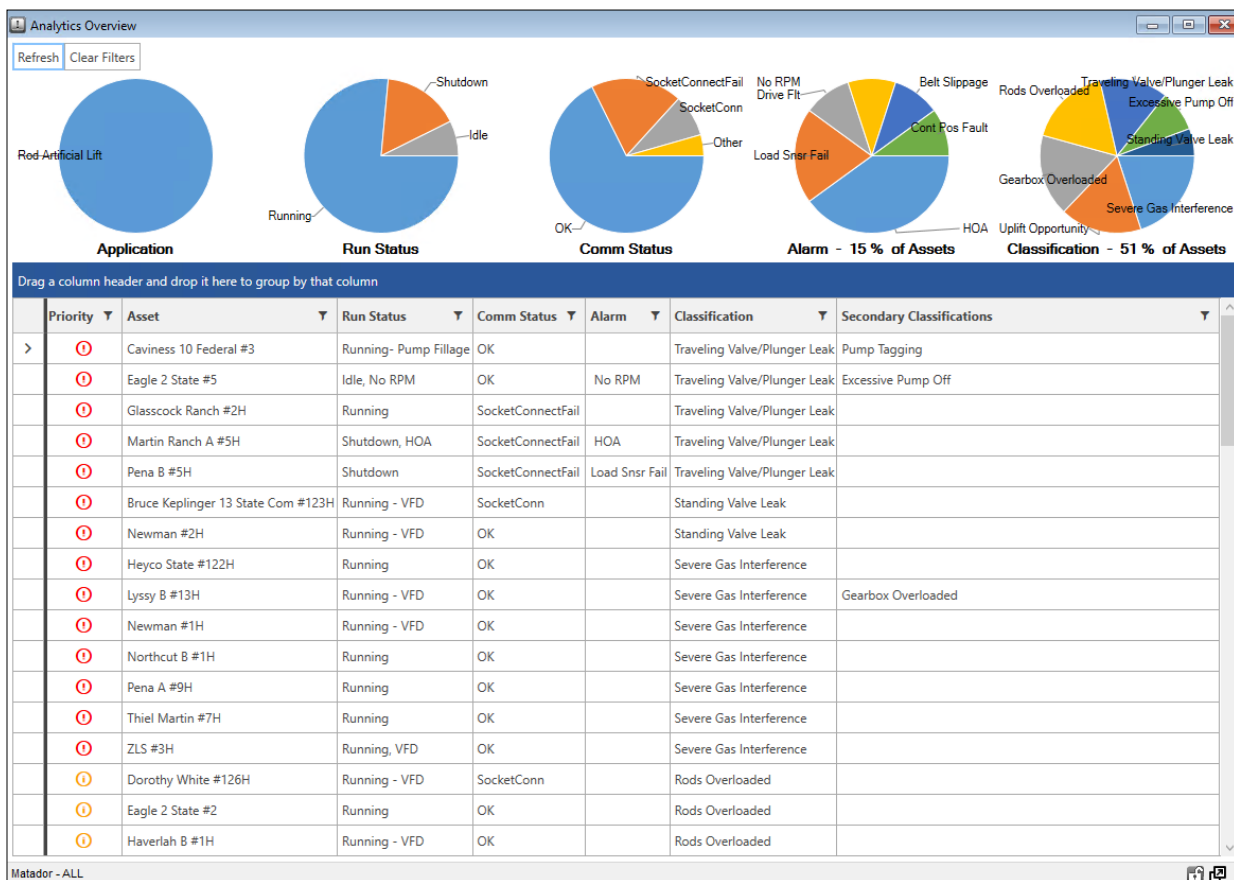 Analytics Overview
Refresh Clear Filters
Rod Artificial Lift
Application
Shutdown
Idle
Running
Run Status
SocketConnectFail
SocketConn
Other
OK
Comm Status
No RPM
Drive Flt
Belt Slippage
Cont Pos Fault
Load Snsr Fail
HOA
Alarm - 15 % of Assets
Rods Overloaded
Traveling Valve/Plunger Leak
Excessive Pump Off
Standing Valve Leak
Gearbox Overloaded
Severe Gas Interference
Uplift Opportunity
Classification - 51 % of Assets
Drag a column header and drop it here to group by that column
Priority Asset Run Status Comm Status Alarm Classification Secondary Classifications
Caviness 10 Federal #3 Running- Pump Fillage OK Traveling Valve/Plunger Leak Pump Tagging
Eagle 2 State #5 Idle, No RPM OK No RPM Traveling Valve/Plunger Leak Excessive Pump Off
Glasscock Ranch #2H Running SocketConnectFail Traveling Valve/Plunger Leak
Martin Ranch A #5H Shutdown, HOA SocketConnectFail HOA Traveling Valve/Plunger Leak
Pena B #5H Shutdown SocketConnectFail Load Snsr Fail Traveling Valve/Plunger Leak
Bruce Keplinger 13 State Com #123H Running - VFD SocketConn Standing Valve Leak
Newman #2H Running - VFD OK Standing Valve Leak
Heyco State #122H Running OK Severe Gas Interference
Lyssy B #13H Running - VFD OK Severe Gas Interference Gearbox Overloaded
Newman #1H Running - VFD OK Severe Gas Interference
Northcut B #1H Running OK Severe Gas Interference
Pena A #9H Running OK Severe Gas Interference
Thiel Martin #7H Running OK Severe Gas Interference
ZLS #3H Running, VFD OK Severe Gas Interference
Dorothy White #126H Running - VFD SocketConn Rods Overloaded
Eagle 2 State #2 Running OK Rods Overloaded
Haverlah B #1H Running - VFD OK Rods Overloaded
Matador - ALL